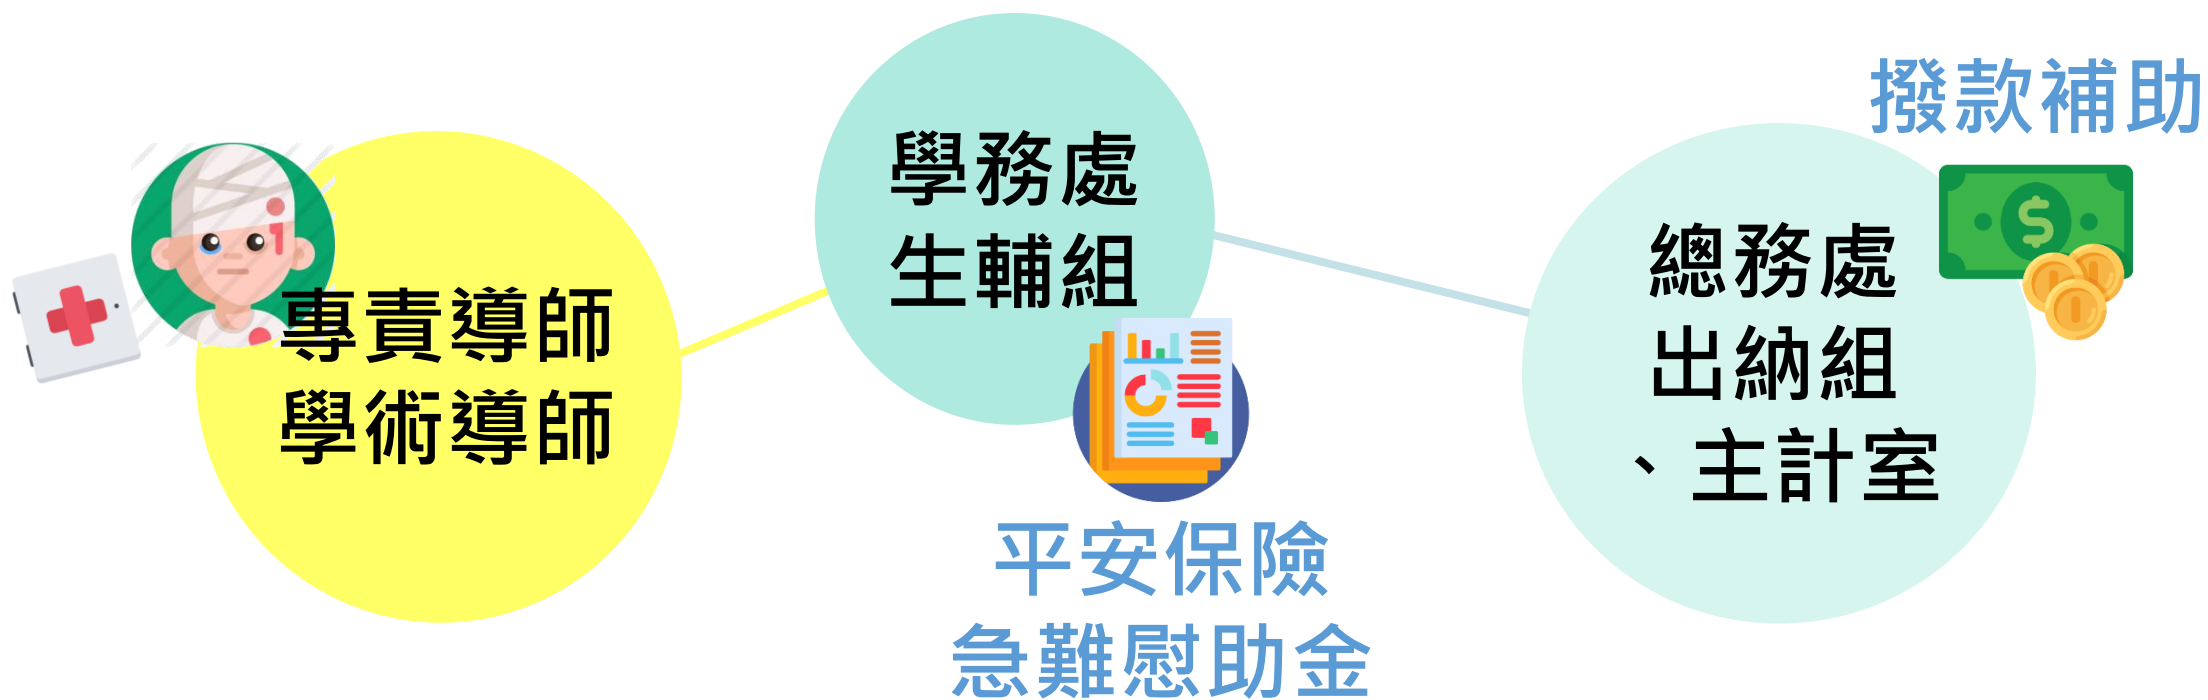 專責導師
學術導師
學務處
生輔組
平安保險
急難慰助金
撥款補助
總務處
出納組
、主計室